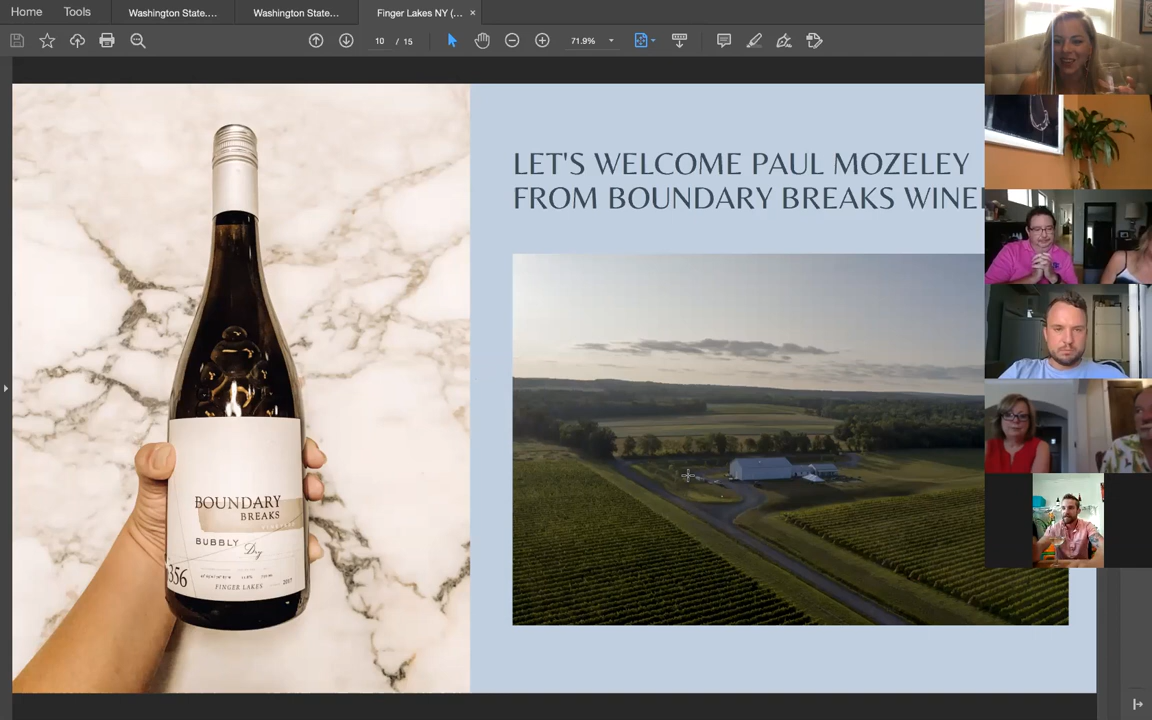 Home
Tools
Washington State....
Washington State...
Finger Lakes NY (...
×
10 / 15
71.9%
LET'S WELCOME PAUL MOZELEY
FROM BOUNDARY BREAKS WINE
BOUNDARY
BREAKS
BUBBLY Dry
356
FINGER LAKES
2017